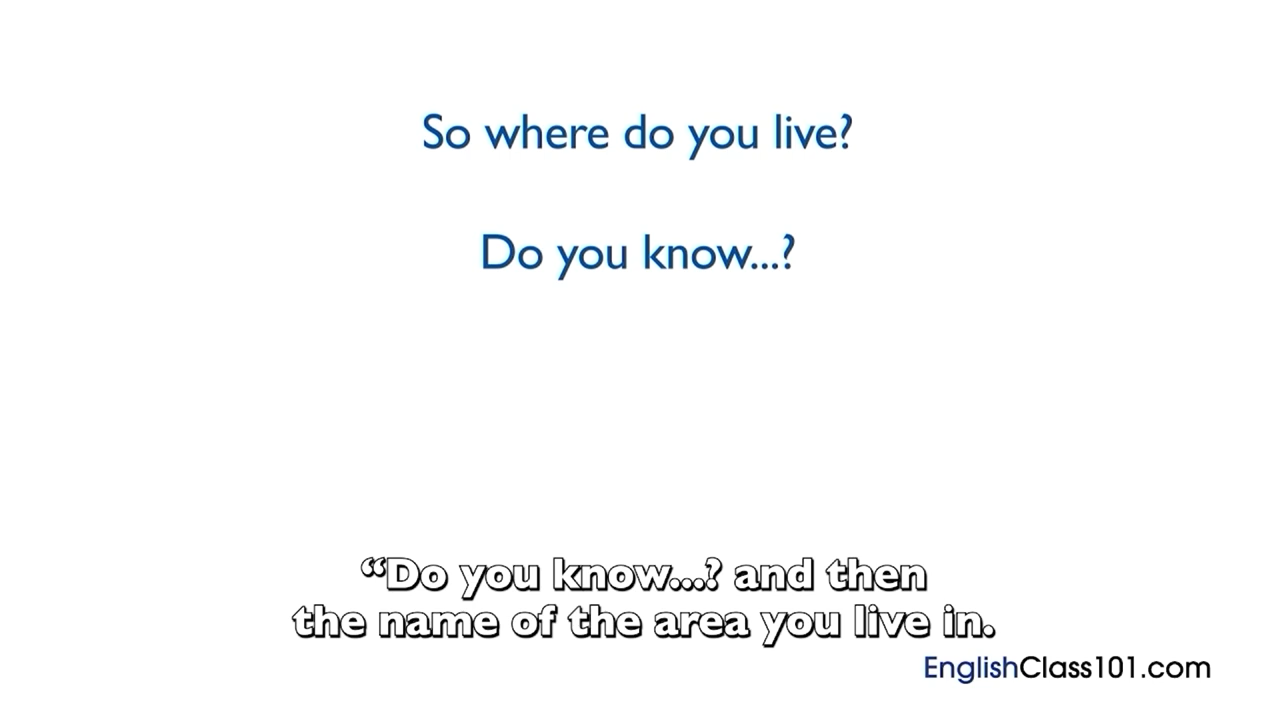 So where do you live?
Do you know...?
“Do you know...? and then
the name of the area you live in.
EnglishClass101.com